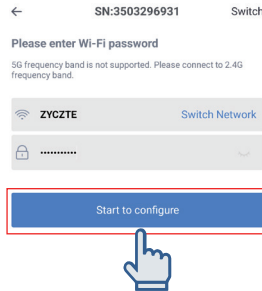 ← SN:3503296931 Switch
Please enter Wi-Fi password
5G frequency band is not supported. Please connect to 2.4G
frequency band.
ZYCZTE Switch Network
•••••••••••
Start to configure